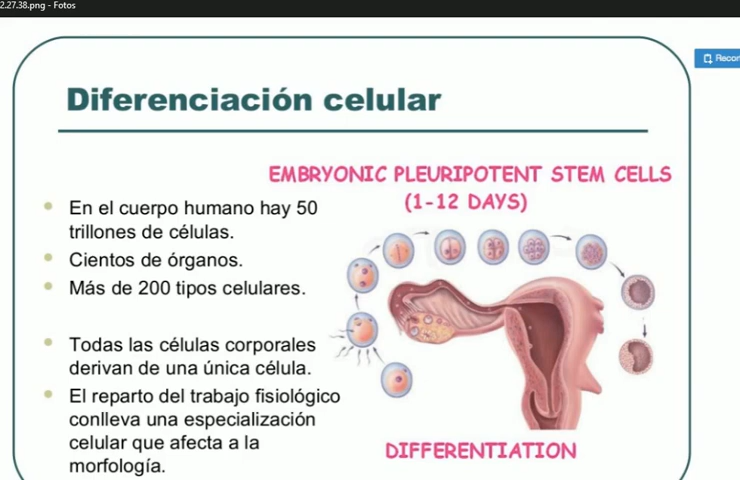 2.27.38.png - Fotos
Diferenciación celular
EMBRYONIC PLEURIPOTENT STEM CELLS
(1-12 DAYS)
En el cuerpo humano hay 50
trillones de células.
Cientos de órganos.
Más de 200 tipos celulares.
Todas las células corporales
derivan de una única célula.
El reparto del trabajo fisiológico
conlleva una especialización
celular que afecta a la
morfología.
DIFFERENTIATION